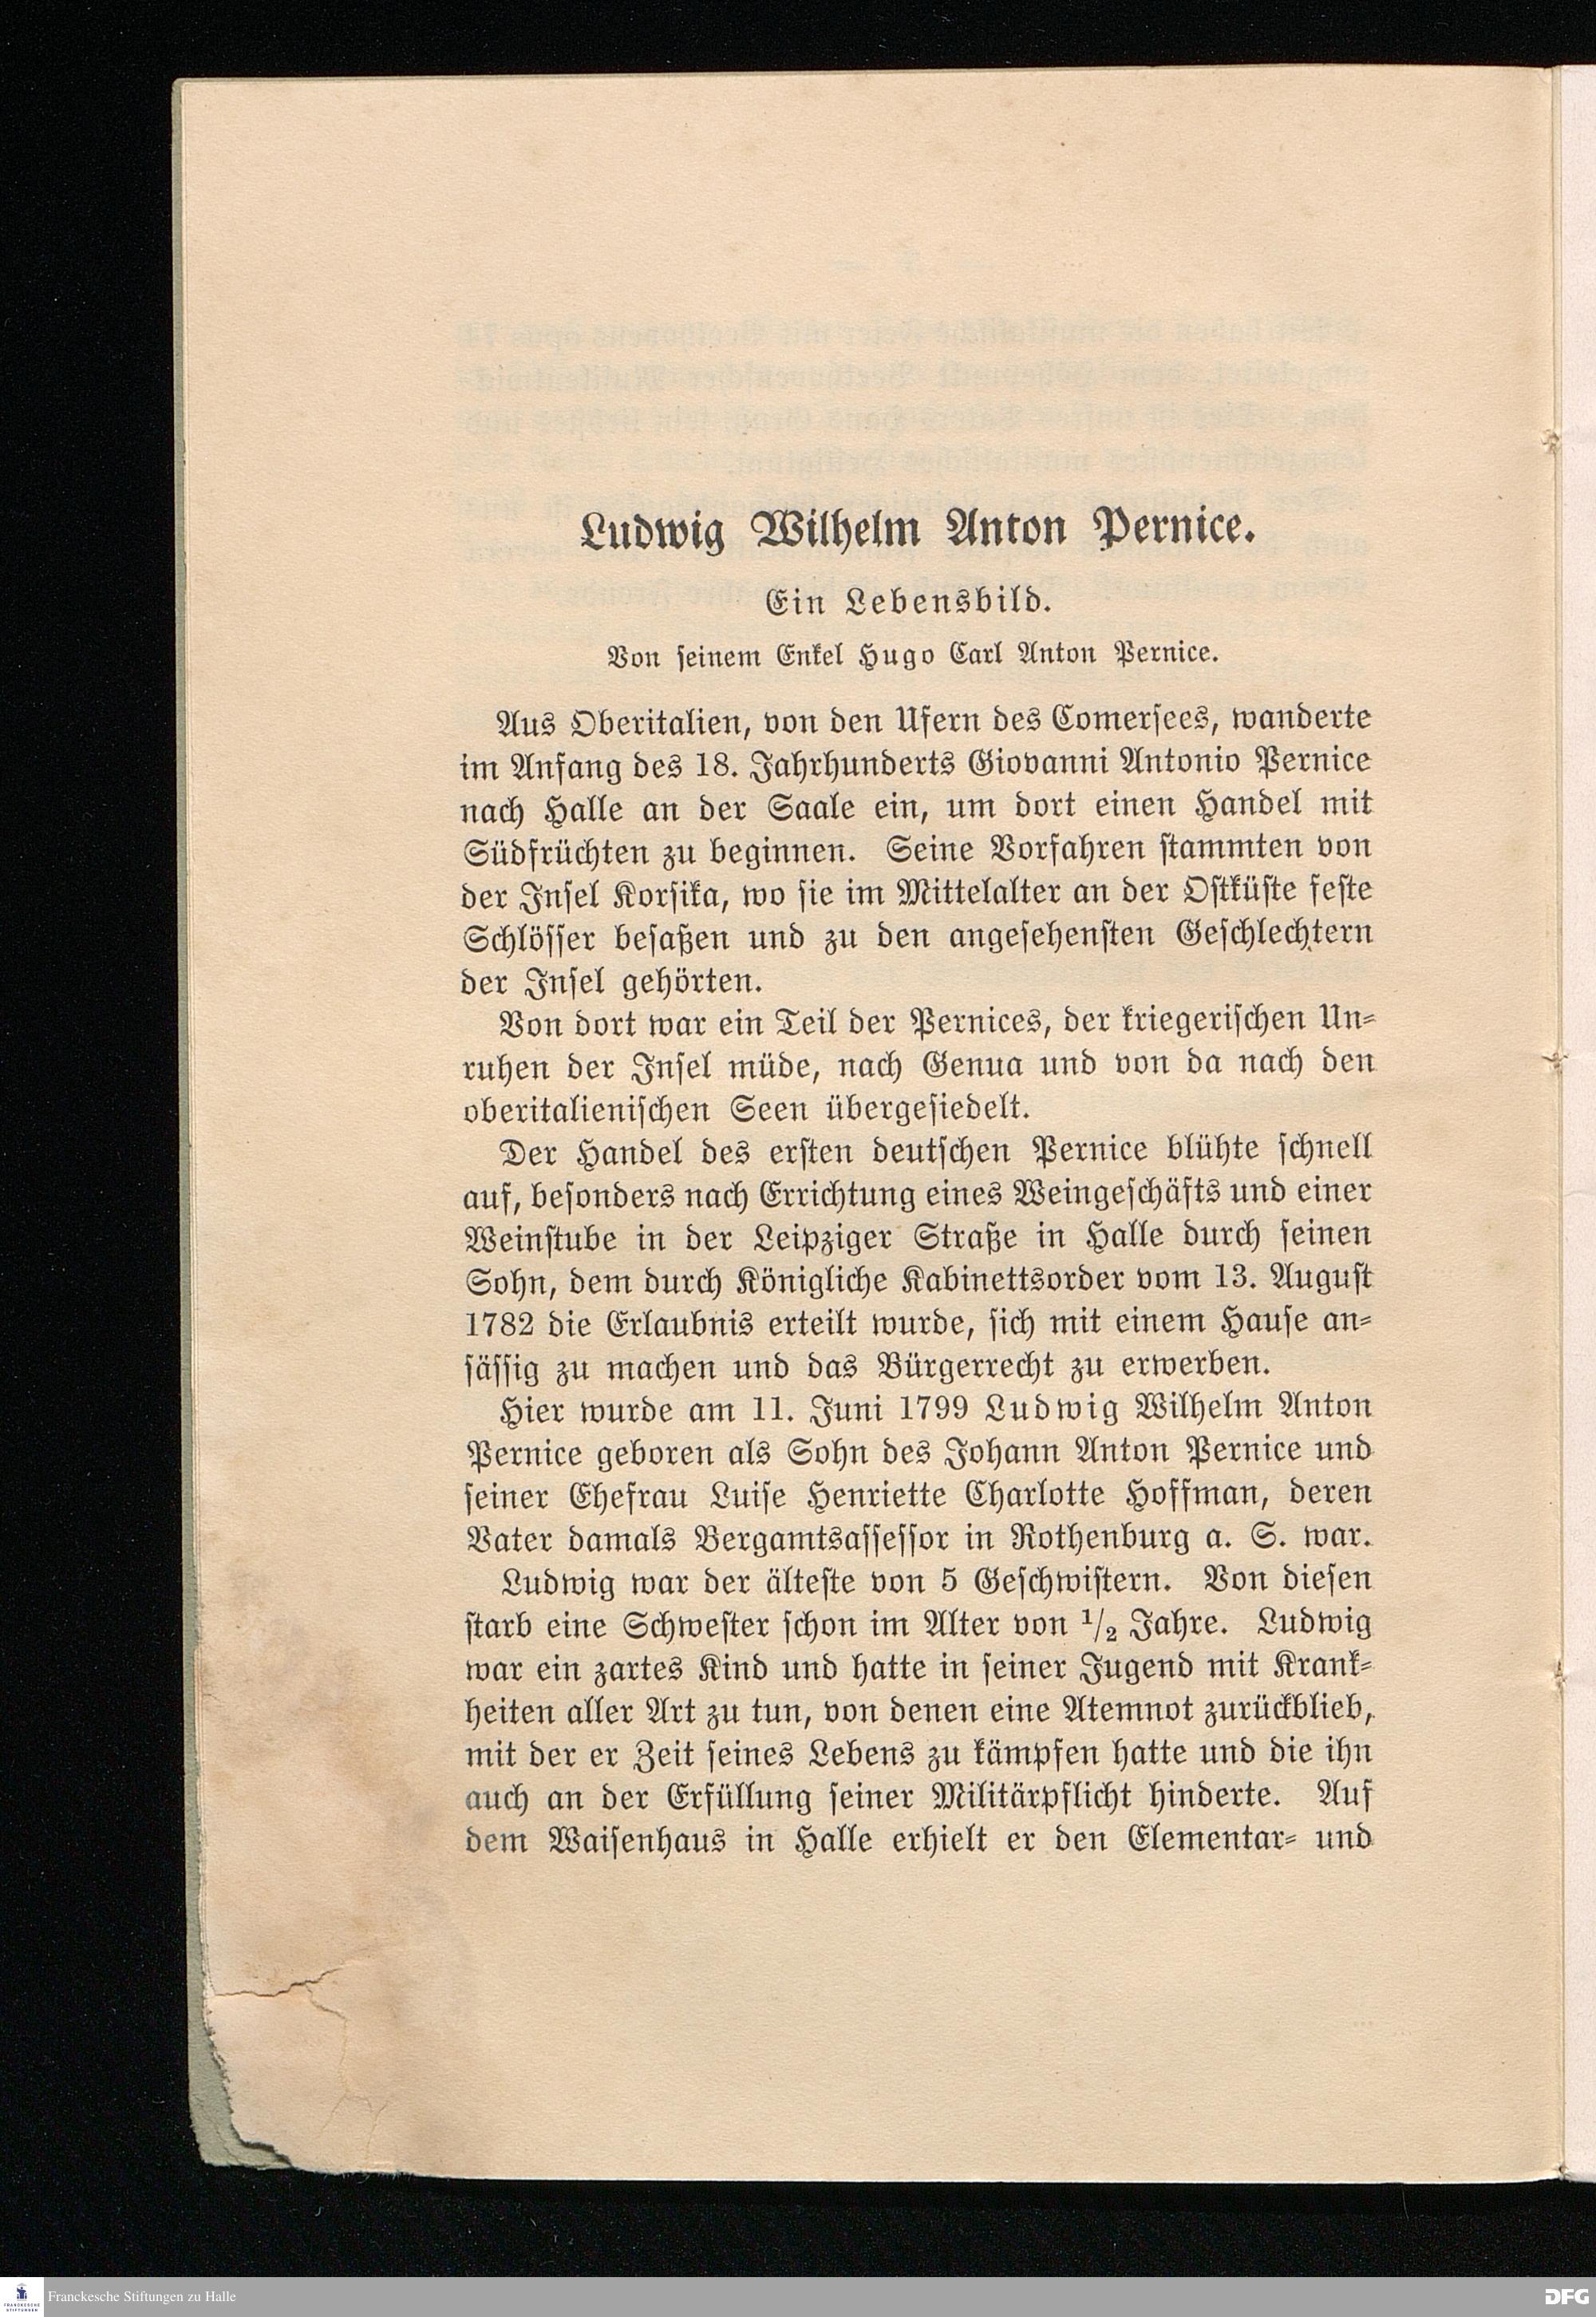 Ludwig Wilhelm Anton Pernice.
Ein Lebensbild.
Von seinem Enkel Hugo Carl Anton Pernice.
Aus Oberitalien, von den Ufern des Comersees, wanderte
im Anfang des 18. Jahrhunderts Giovanni Antonio Pernice
nach Halle an der Saale ein, um dort einen Handel mit
Südfrüchten zu beginnen. Seine Vorfahren stammten von
der Insel Korsika, wo sie im Mittelalter an der Ostküste feste
Schlösser besaßen und zu den angesehensten Geschlechtern
der Insel gehörten.
Von dort war ein Teil der Pernices, der kriegerischen Un-
ruhen der Insel müde, nach Genua und von da nach den
oberitalienischen Seen übergesiedelt.
Der Handel des ersten deutschen Pernice blühte schnell
auf, besonders nach Errichtung eines Weingeschäfts und einer
Weinstube in der Leipziger Straße in Halle durch seinen
Sohn, dem durch Königliche Kabinettsorder vom 13. August
1782 die Erlaubnis erteilt wurde, sich mit einem Hause an-
sässig zu machen und das Bürgerrecht zu erwerben.
Hier wurde am 11. Juni 1799 Ludwig Wilhelm Anton
Pernice geboren als Sohn des Johann Anton Pernice und
seiner Ehefrau Luise Henriette Charlotte Hoffman, deren
Vater damals Bergamtsassessor in Rothenburg a. S. war.
Ludwig war der älteste von 5 Geschwistern. Von diesen
starb eine Schwester schon im Alter von 1/2 Jahre. Ludwig
war ein zartes Kind und hatte in seiner Jugend mit Krank-
heiten aller Art zu tun, von denen eine Atemnot zurückblieb,
mit der er Zeit seines Lebens zu kämpfen hatte und die ihn
auch an der Erfüllung seiner Militärpflicht hinderte. Auf
dem Waisenhaus in Halle erhielt er den Elementar- und
FRANCKESCHE
STIFTUNGEN
Franckesche Stiftungen zu Halle
DFG